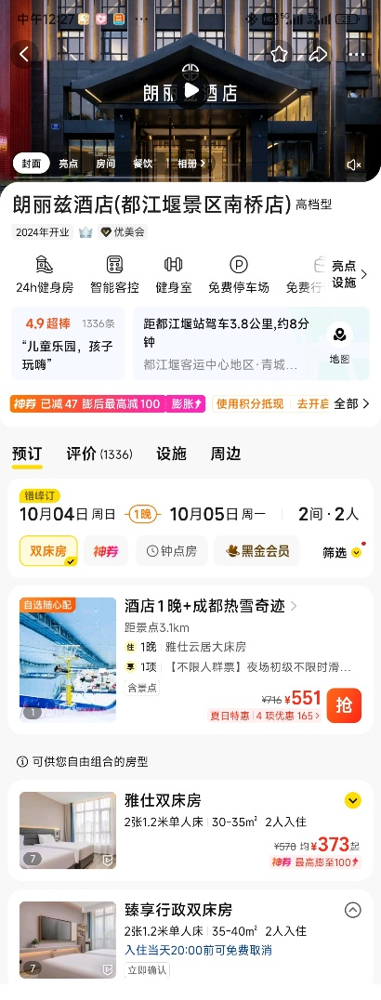 中午12:27
23
朗丽兹酒店
封面 亮点 房间 餐饮 相册
朗丽兹酒店(都江堰景区南桥店) 高档型
2024年开业 优美会
24h健身房 智能客控 健身室 免费停车场 免费行 亮点设施
4.9 超棒 1336条
“儿童乐园，孩子
玩嗨”
距都江堰站驾车3.8公里,约8分
钟
都江堰客运中心地区·青城...
地图
神券 已减47 膨后最高减100 膨胀 使用积分抵现 去开启 全部
预订 评价(1336) 设施 周边
错峰订
10月04日 周日 1晚 10月05日 周一 2间·2人
双床房 神券 钟点房 黑金会员 筛选
自选随心配
1
酒店1晚+成都热雪奇迹
距景点3.1km
住 1晚 雅仕云居大床房
享 1项 【不限人群票】夜场初级不限时滑...
含景点
¥716 ¥551
夏日特惠 4 项优惠 165
抢
可供您自由组合的房型
7
雅仕双床房
2张1.2米单人床 30-35㎡ 2人入住
¥578 均¥373起
神券 最高膨至100
7
臻享行政双床房
2张1.2米单人床 35-40㎡ 2人入住
入住当天20:00前可免费取消
立即确认